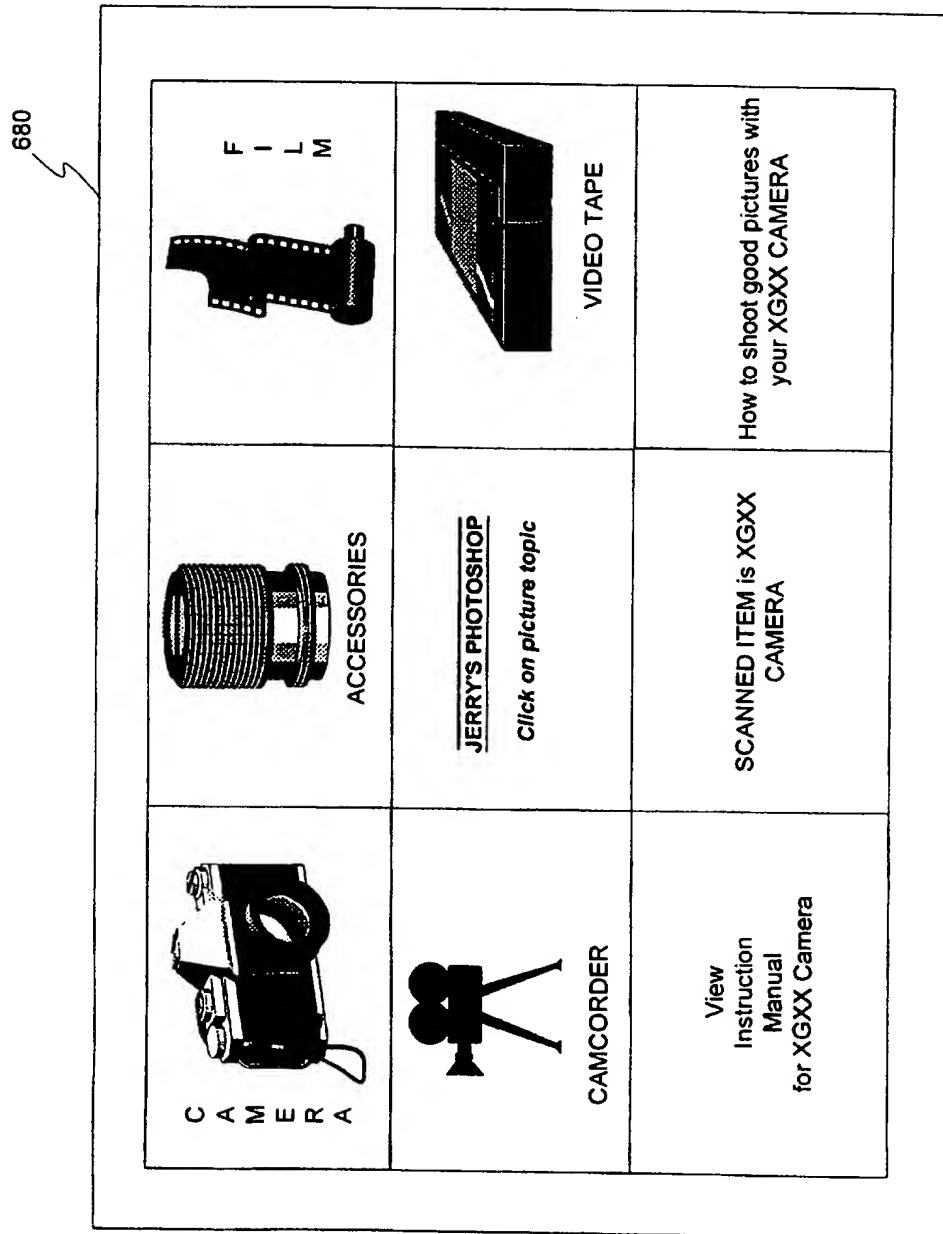 680
C
A
M
E
R
A
ACCESSORIES
F
I
L
M
CAMCORDER
JERRY'S PHOTOSHOP
Click on picture topic
VIDEO TAPE
View
Instruction
Manual
for XGXX Camera
SCANNED ITEM is XGXX
CAMERA
How to shoot good pictures with
your XGXX CAMERA